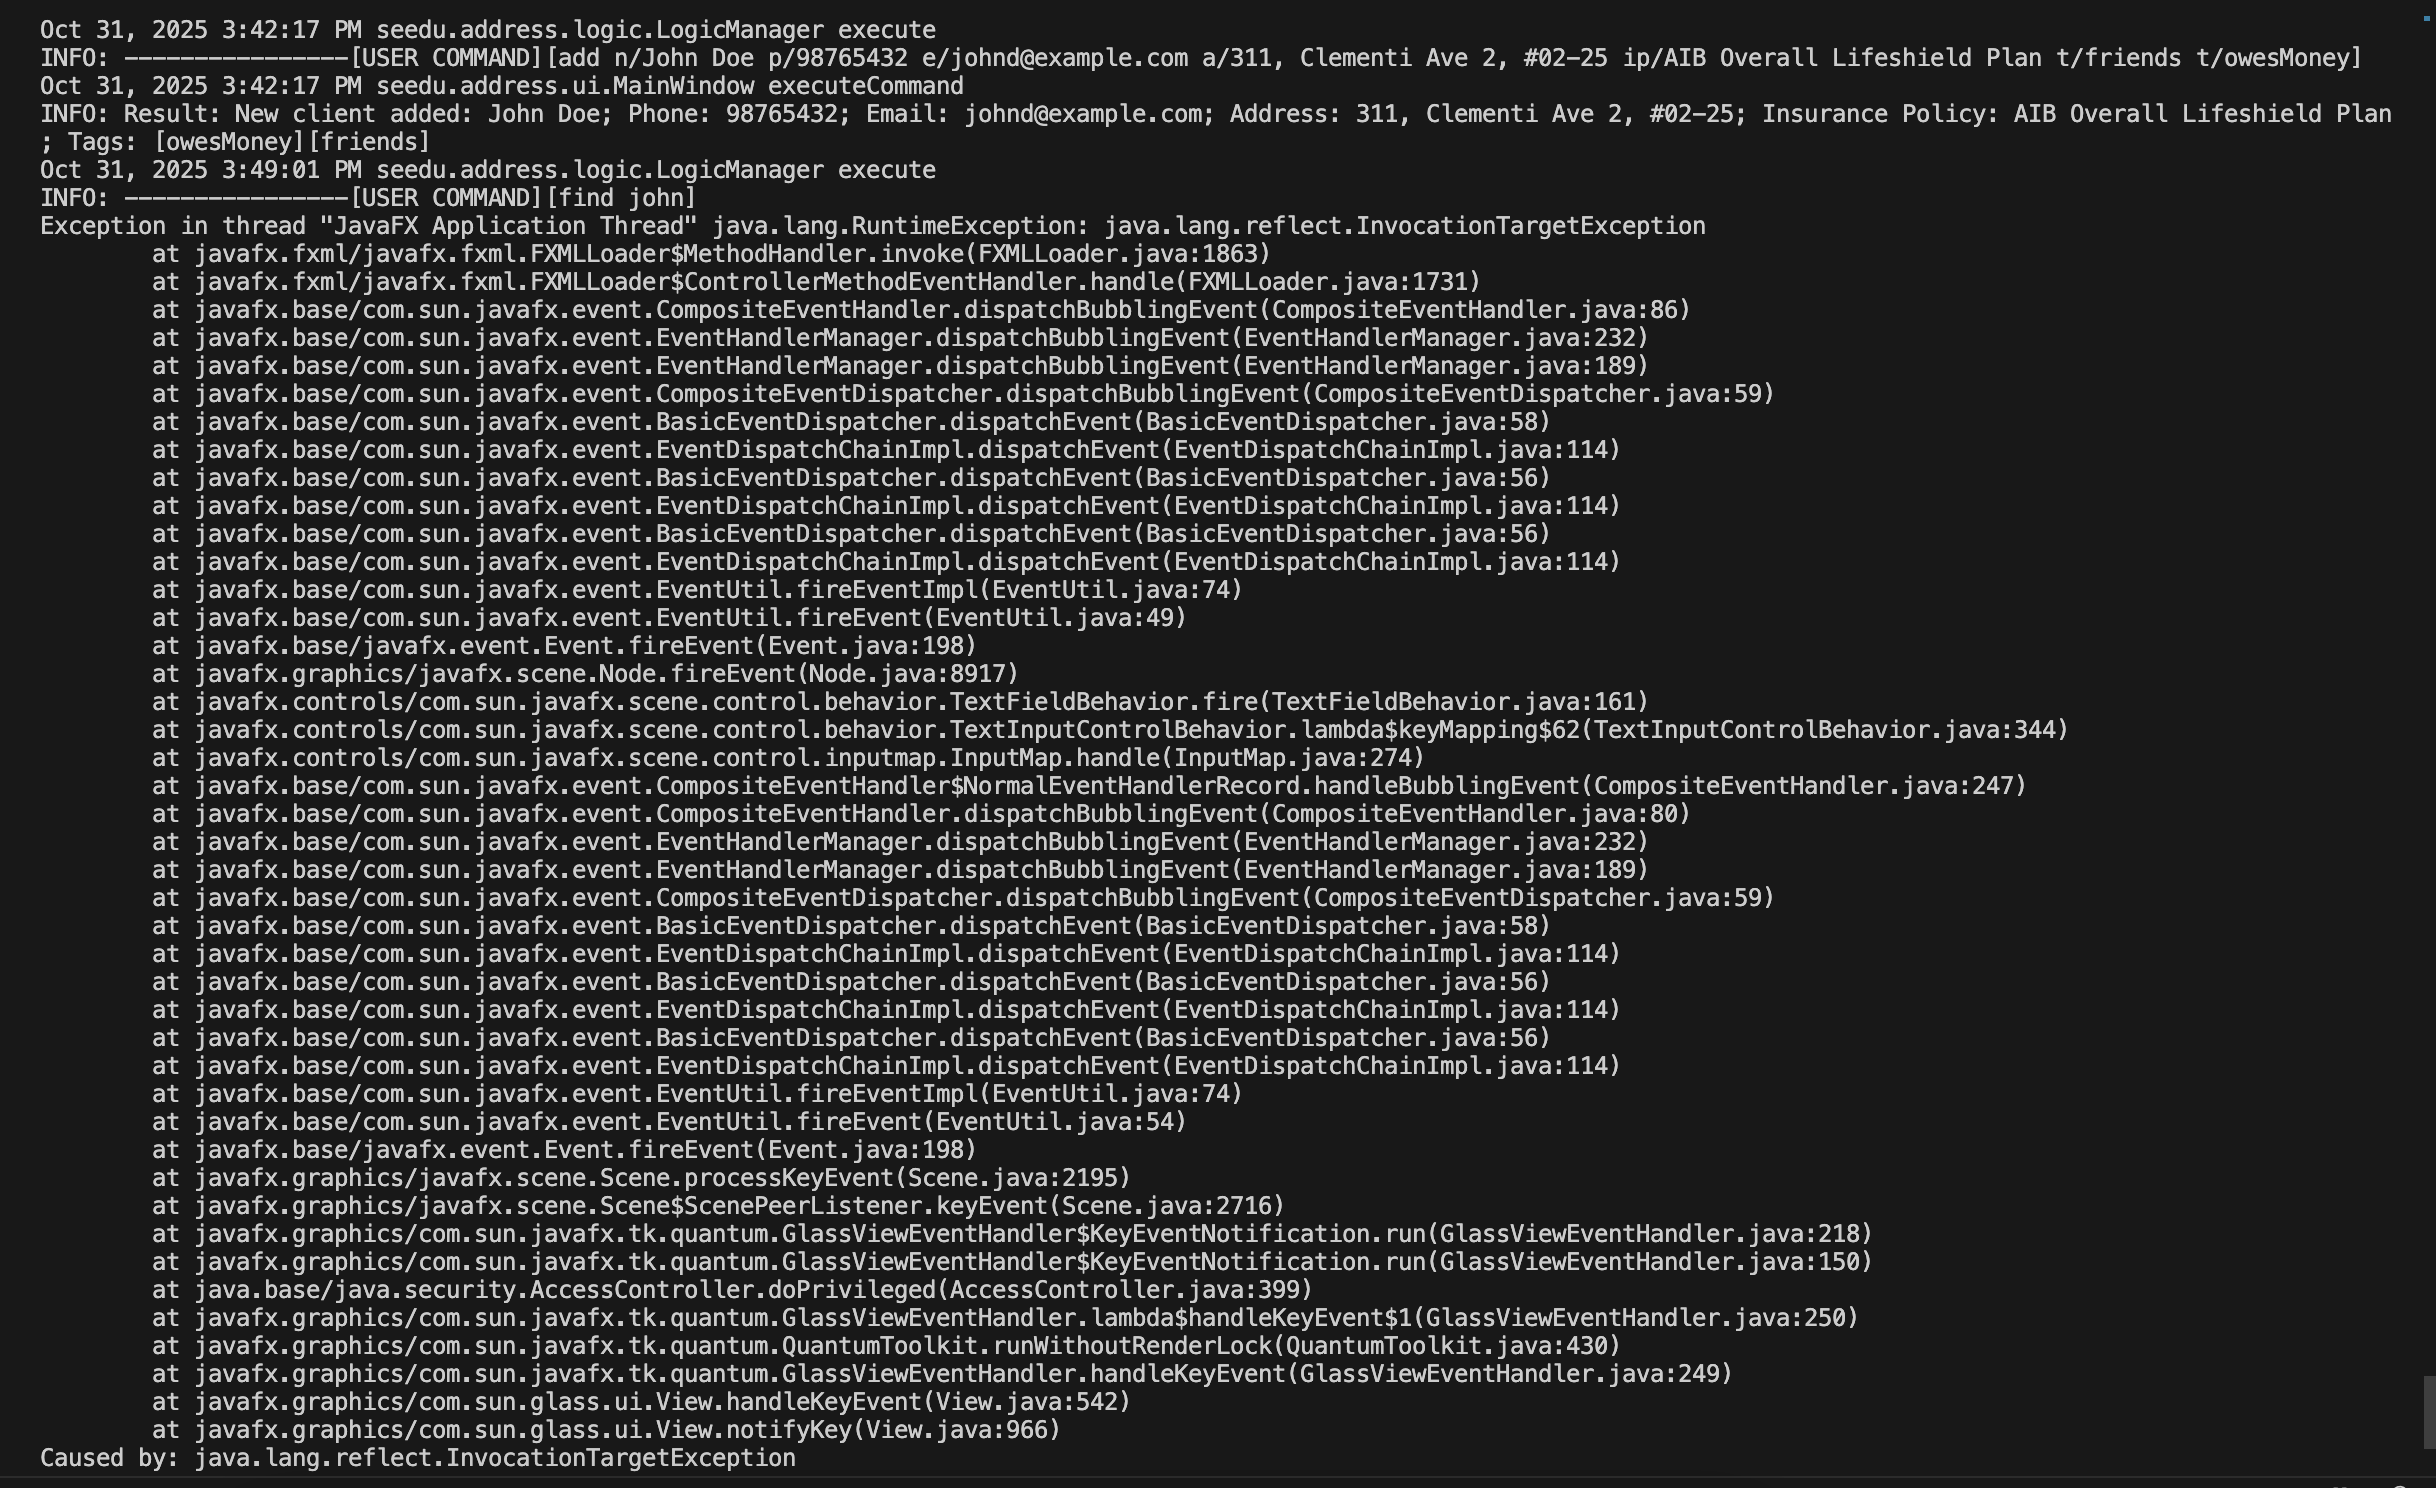 Oct 31, 2025 3:42:17 PM seedu.address.logic.LogicManager execute
INFO: ----------------[USER COMMAND][add n/John Doe p/98765432 e/johnd@example.com a/311, Clementi Ave 2, #02-25 ip/AIB Overall Lifeshield Plan t/friends t/owesMoney]
Oct 31, 2025 3:42:17 PM seedu.address.ui.MainWindow executeCommand
INFO: Result: New client added: John Doe; Phone: 98765432; Email: johnd@example.com; Address: 311, Clementi Ave 2, #02-25; Insurance Policy: AIB Overall Lifeshield Plan
; Tags: [owesMoney][friends]
Oct 31, 2025 3:49:01 PM seedu.address.logic.LogicManager execute
INFO: ----------------[USER COMMAND][find john]
Exception in thread "JavaFX Application Thread" java.lang.RuntimeException: java.lang.reflect.InvocationTargetException
        at javafx.fxml/javafx.fxml.FXMLLoader$MethodHandler.invoke(FXMLLoader.java:1863)
        at javafx.fxml/javafx.fxml.FXMLLoader$ControllerMethodEventHandler.handle(FXMLLoader.java:1731)
        at javafx.base/com.sun.javafx.event.CompositeEventHandler.dispatchBubblingEvent(CompositeEventHandler.java:86)
        at javafx.base/com.sun.javafx.event.EventHandlerManager.dispatchBubblingEvent(EventHandlerManager.java:232)
        at javafx.base/com.sun.javafx.event.EventHandlerManager.dispatchBubblingEvent(EventHandlerManager.java:189)
        at javafx.base/com.sun.javafx.event.CompositeEventDispatcher.dispatchBubblingEvent(CompositeEventDispatcher.java:59)
        at javafx.base/com.sun.javafx.event.BasicEventDispatcher.dispatchEvent(BasicEventDispatcher.java:58)
        at javafx.base/com.sun.javafx.event.EventDispatchChainImpl.dispatchEvent(EventDispatchChainImpl.java:114)
        at javafx.base/com.sun.javafx.event.BasicEventDispatcher.dispatchEvent(BasicEventDispatcher.java:56)
        at javafx.base/com.sun.javafx.event.EventDispatchChainImpl.dispatchEvent(EventDispatchChainImpl.java:114)
        at javafx.base/com.sun.javafx.event.BasicEventDispatcher.dispatchEvent(BasicEventDispatcher.java:56)
        at javafx.base/com.sun.javafx.event.EventDispatchChainImpl.dispatchEvent(EventDispatchChainImpl.java:114)
        at javafx.base/com.sun.javafx.event.EventUtil.fireEventImpl(EventUtil.java:74)
        at javafx.base/com.sun.javafx.event.EventUtil.fireEvent(EventUtil.java:49)
        at javafx.base/javafx.event.Event.fireEvent(Event.java:198)
        at javafx.graphics/javafx.scene.Node.fireEvent(Node.java:8917)
        at javafx.controls/com.sun.javafx.scene.control.behavior.TextFieldBehavior.fire(TextFieldBehavior.java:161)
        at javafx.controls/com.sun.javafx.scene.control.behavior.TextInputControlBehavior.lambda$keyMapping$62(TextInputControlBehavior.java:344)
        at javafx.controls/com.sun.javafx.scene.control.inputmap.InputMap.handle(InputMap.java:274)
        at javafx.base/com.sun.javafx.event.CompositeEventHandler$NormalEventHandlerRecord.handleBubblingEvent(CompositeEventHandler.java:247)
        at javafx.base/com.sun.javafx.event.CompositeEventHandler.dispatchBubblingEvent(CompositeEventHandler.java:80)
        at javafx.base/com.sun.javafx.event.EventHandlerManager.dispatchBubblingEvent(EventHandlerManager.java:232)
        at javafx.base/com.sun.javafx.event.EventHandlerManager.dispatchBubblingEvent(EventHandlerManager.java:189)
        at javafx.base/com.sun.javafx.event.CompositeEventDispatcher.dispatchBubblingEvent(CompositeEventDispatcher.java:59)
        at javafx.base/com.sun.javafx.event.BasicEventDispatcher.dispatchEvent(BasicEventDispatcher.java:58)
        at javafx.base/com.sun.javafx.event.EventDispatchChainImpl.dispatchEvent(EventDispatchChainImpl.java:114)
        at javafx.base/com.sun.javafx.event.BasicEventDispatcher.dispatchEvent(BasicEventDispatcher.java:56)
        at javafx.base/com.sun.javafx.event.EventDispatchChainImpl.dispatchEvent(EventDispatchChainImpl.java:114)
        at javafx.base/com.sun.javafx.event.BasicEventDispatcher.dispatchEvent(BasicEventDispatcher.java:56)
        at javafx.base/com.sun.javafx.event.EventDispatchChainImpl.dispatchEvent(EventDispatchChainImpl.java:114)
        at javafx.base/com.sun.javafx.event.EventUtil.fireEventImpl(EventUtil.java:74)
        at javafx.base/com.sun.javafx.event.EventUtil.fireEvent(EventUtil.java:54)
        at javafx.base/javafx.event.Event.fireEvent(Event.java:198)
        at javafx.graphics/javafx.scene.Scene.processKeyEvent(Scene.java:2195)
        at javafx.graphics/javafx.scene.Scene$ScenePeerListener.keyEvent(Scene.java:2716)
        at javafx.graphics/com.sun.javafx.tk.quantum.GlassViewEventHandler$KeyEventNotification.run(GlassViewEventHandler.java:218)
        at javafx.graphics/com.sun.javafx.tk.quantum.GlassViewEventHandler$KeyEventNotification.run(GlassViewEventHandler.java:150)
        at java.base/java.security.AccessController.doPrivileged(AccessController.java:399)
        at javafx.graphics/com.sun.javafx.tk.quantum.GlassViewEventHandler.lambda$handleKeyEvent$1(GlassViewEventHandler.java:250)
        at javafx.graphics/com.sun.javafx.tk.quantum.QuantumToolkit.runWithoutRenderLock(QuantumToolkit.java:430)
        at javafx.graphics/com.sun.javafx.tk.quantum.GlassViewEventHandler.handleKeyEvent(GlassViewEventHandler.java:249)
        at javafx.graphics/com.sun.glass.ui.View.handleKeyEvent(View.java:542)
        at javafx.graphics/com.sun.glass.ui.View.notifyKey(View.java:966)
Caused by: java.lang.reflect.InvocationTargetException